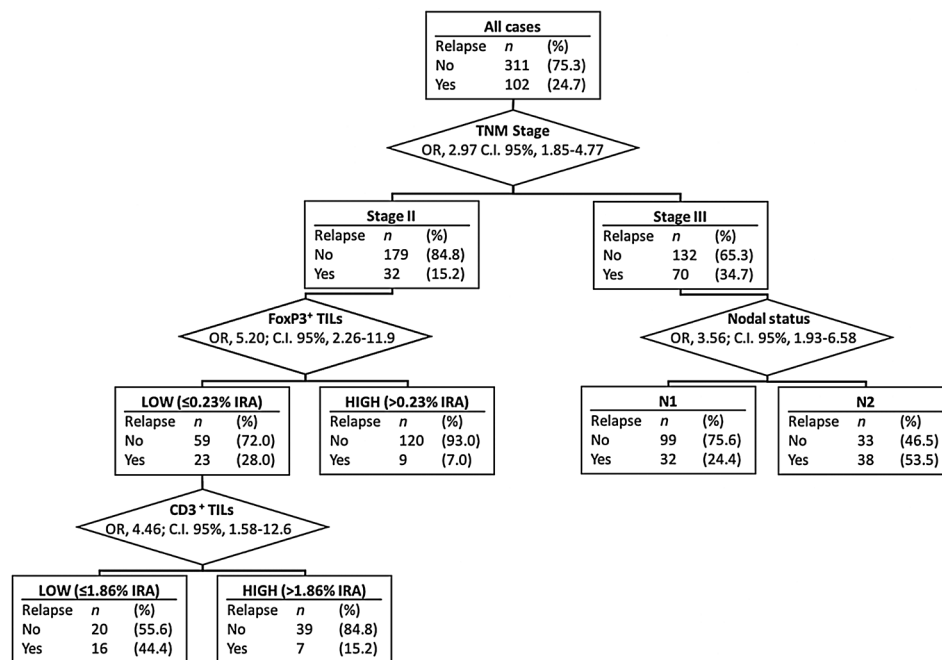 All cases
Relapse n (%)
No 311 (75.3)
Yes 102 (24.7)
TNM Stage
OR, 2.97 C.I. 95%, 1.85-4.77
Stage II
Relapse n (%)
No 179 (84.8)
Yes 32 (15.2)
Stage III
Relapse n (%)
No 132 (65.3)
Yes 70 (34.7)
FoxP3⁺ TILs
OR, 5.20; C.I. 95%, 2.26-11.9
Nodal status
OR, 3.56; C.I. 95%, 1.93-6.58
LOW (≤0.23% IRA)
Relapse n (%)
No 59 (72.0)
Yes 23 (28.0)
HIGH (>0.23% IRA)
Relapse n (%)
No 120 (93.0)
Yes 9 (7.0)
N1
Relapse n (%)
No 99 (75.6)
Yes 32 (24.4)
N2
Relapse n (%)
No 33 (46.5)
Yes 38 (53.5)
CD3⁺ TILs
OR, 4.46; C.I. 95%, 1.58-12.6
LOW (≤1.86% IRA)
Relapse n (%)
No 20 (55.6)
Yes 16 (44.4)
HIGH (>1.86% IRA)
Relapse n (%)
No 39 (84.8)
Yes 7 (15.2)